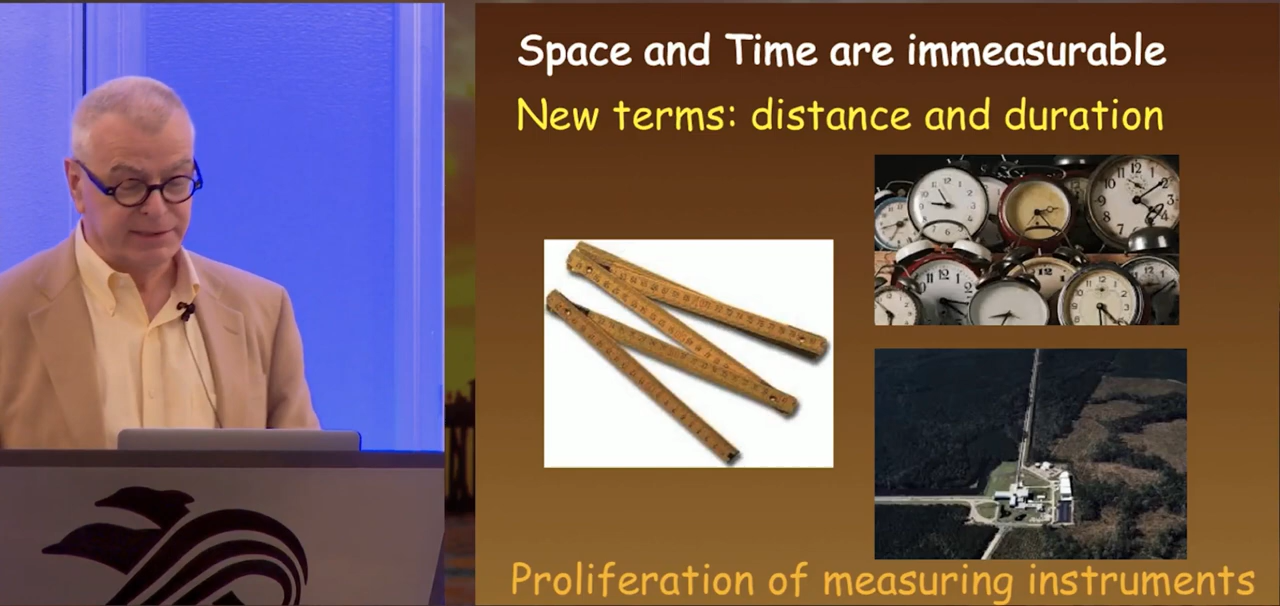 Space and Time are immeasurable
New terms: distance and duration
Proliferation of measuring instruments